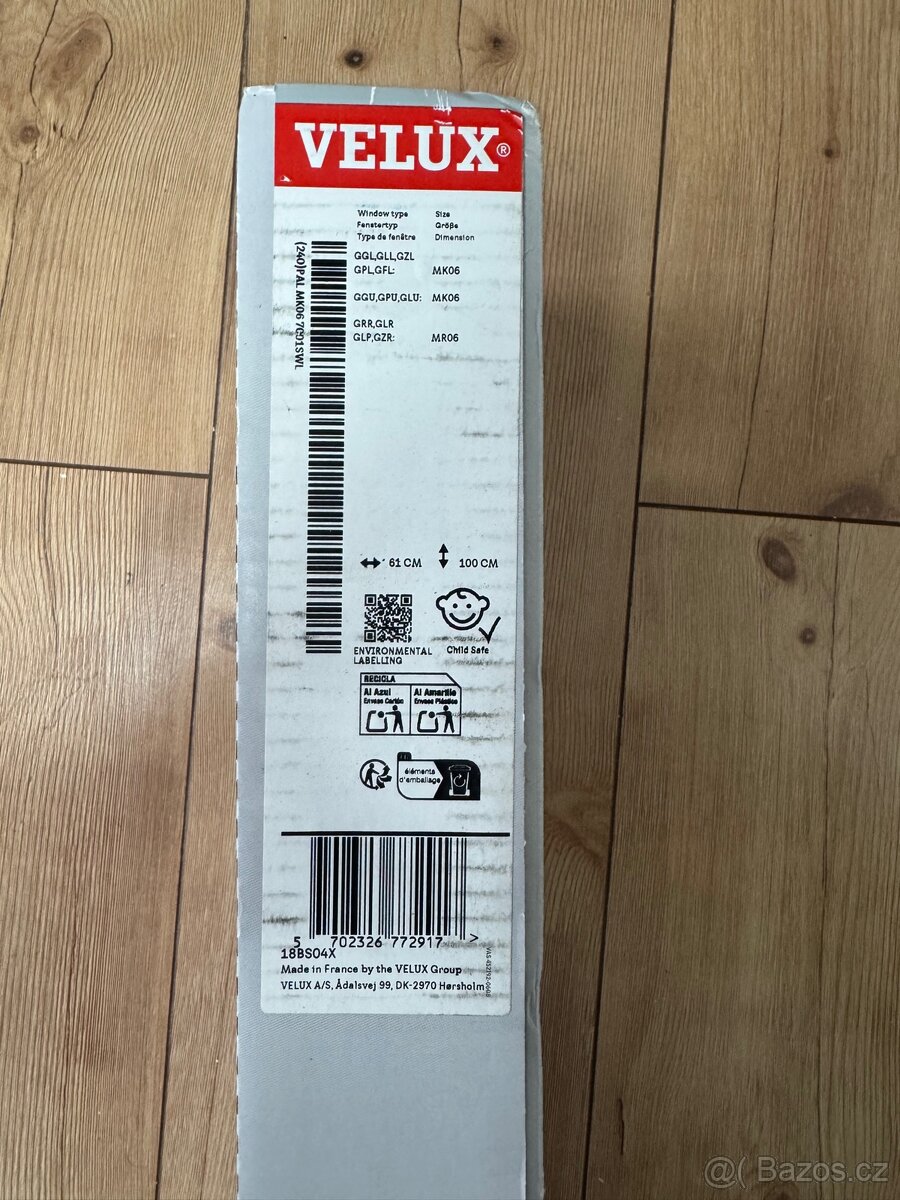 VELUX®
Window type Size
Fenstertyp Größe
Type de fenêtre Dimension
GGL,GLL,GZL
GPL,GFL: MK06
GGU,GPU,GLU: MK06
GRR,GLR
GLP,GZR: MR06
(240)PAL MK06 7001SWL
61 CM 100 CM
ENVIRONMENTAL
LABELLING
Child Safe
RECICLA
Al Azul Al Amarillo
Envase Cartón Envase Plástico
éléments
d'emballage
5 702326 772917 >
18BS04X
Made in France by the VELUX Group
VELUX A/S, Ådalsvej 99, DK-2970 Hørsholm
@( Bazos.cz